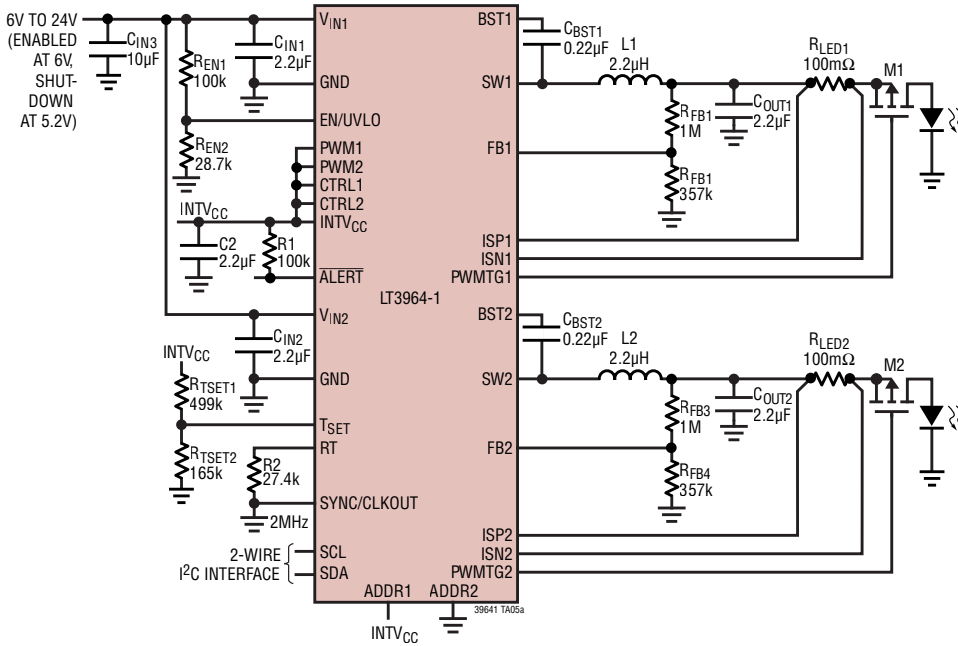 6V TO 24V
(ENABLED
AT 6V,
SHUT-
DOWN
AT 5.2V)
CIN3
10µF
REN1
100k
REN2
28.7k
CIN1
2.2µF
INTVCC
C2
2.2µF
R1
100k
CIN2
2.2µF
INTVCC
RTSET1
499k
RTSET2
165k
R2
27.4k
2MHz
2-WIRE
I2C INTERFACE
VIN1
GND
EN/UVLO
PWM1
PWM2
CTRL1
CTRL2
INTVCC
ALERT
VIN2
GND
TSET
RT
SYNC/CLKOUT
SCL
SDA
ADDR1
ADDR2
INTVCC
LT3964-1
BST1
SW1
FB1
ISP1
ISN1
PWMTG1
BST2
SW2
FB2
ISP2
ISN2
PWMTG2
39641 TA05a
CBST1
0.22µF
L1
2.2µH
RFB1
1M
RFB1
357k
COUT1
2.2µF
RLED1
100mΩ
M1
CBST2
0.22µF
L2
2.2µH
RFB3
1M
RFB4
357k
COUT2
2.2µF
RLED2
100mΩ
M2